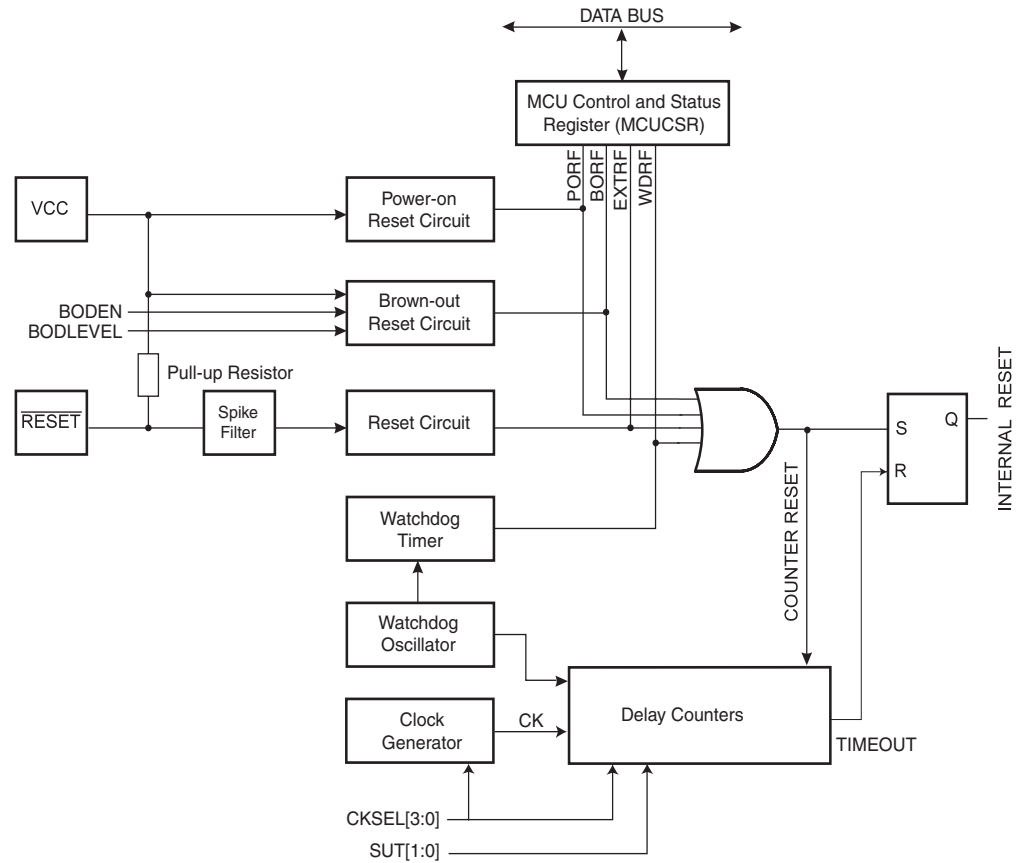 DATA BUS
MCU Control and Status
Register (MCUCSR)
PORF
BORF
EXTRF
WDRF
VCC
Power-on
Reset Circuit
BODEN
BODLEVEL
Brown-out
Reset Circuit
Pull-up Resistor
RESET
Spike
Filter
Reset Circuit
S
Q
R
INTERNAL RESET
Watchdog
Timer
COUNTER RESET
Watchdog
Oscillator
Clock
Generator
CK
Delay Counters
TIMEOUT
CKSEL[3:0]
SUT[1:0]